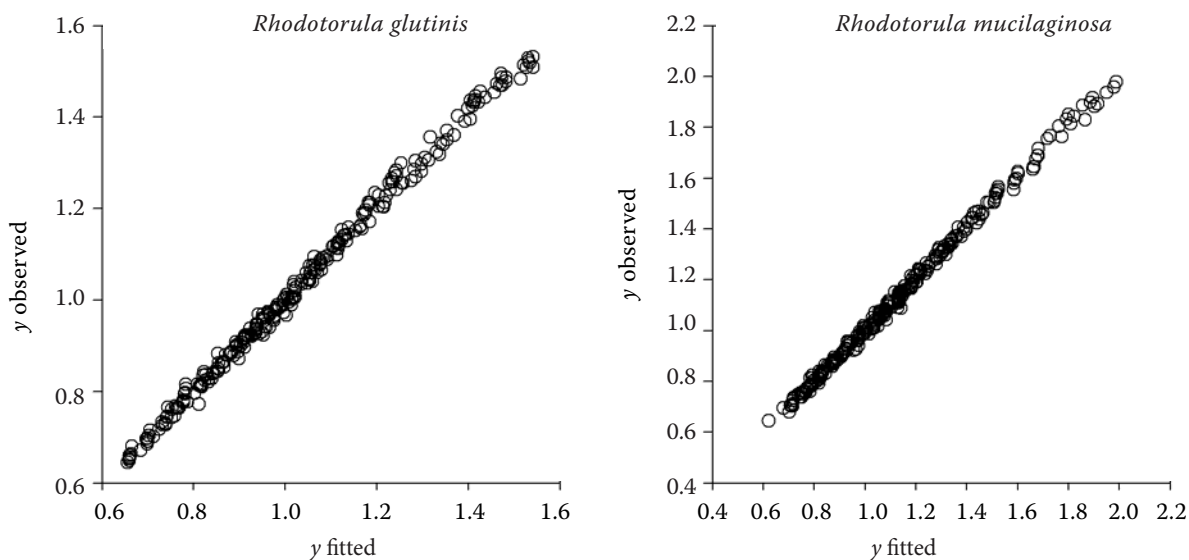 Rhodotorula glutinis
1.6
1.4
1.2
1.0
0.8
0.6
y observed
0.6 0.8 1.0 1.2 1.4 1.6
y fitted
Rhodotorula mucilaginosa
2.2
2.0
1.8
1.6
1.4
1.2
1.0
0.8
0.6
0.4
y observed
0.4 0.6 0.8 1.0 1.2 1.4 1.6 1.8 2.0 2.2
y fitted